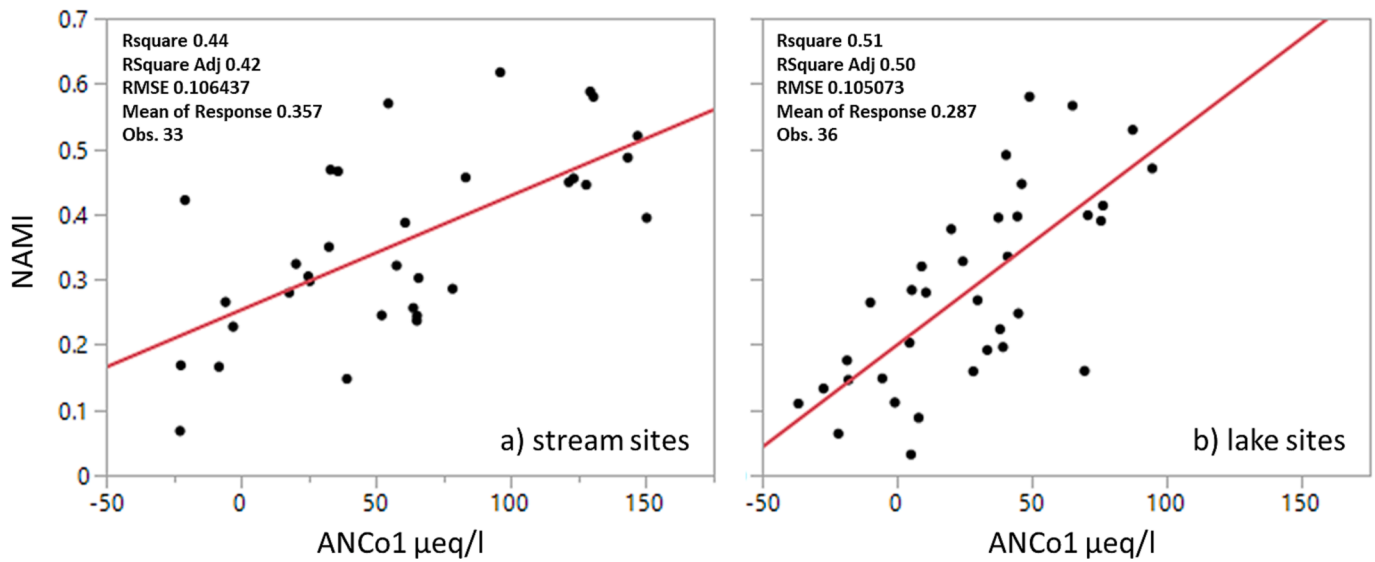 0.7
0.6
0.5
0.4
0.3
0.2
0.1
0
NAMI
Rsquare 0.44
RSquare Adj 0.42
RMSE 0.106437
Mean of Response 0.357
Obs. 33
a) stream sites
-50
0
50
100
150
ANCo1 µeq/l
Rsquare 0.51
RSquare Adj 0.50
RMSE 0.105073
Mean of Response 0.287
Obs. 36
b) lake sites
-50
0
50
100
150
ANCo1 µeq/l